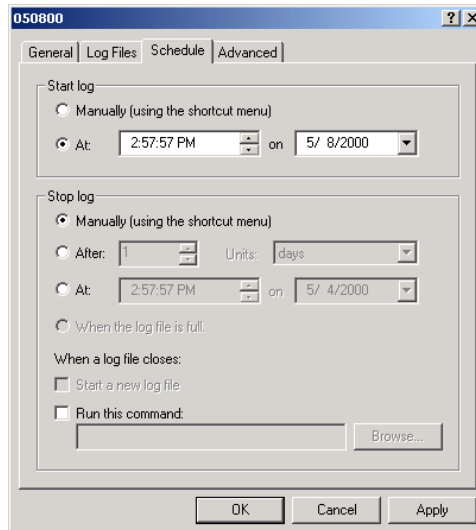 050800
General Log Files Schedule Advanced
Start log
Manually (using the shortcut menu)
At: 2:57:57 PM on 5/ 8/2000
Stop log
Manually (using the shortcut menu)
After: 1 Units: days
At: 2:57:57 PM on 5/ 4/2000
When the log file is full.
When a log file closes:
Start a new log file
Run this command:
Browse...
OK Cancel Apply